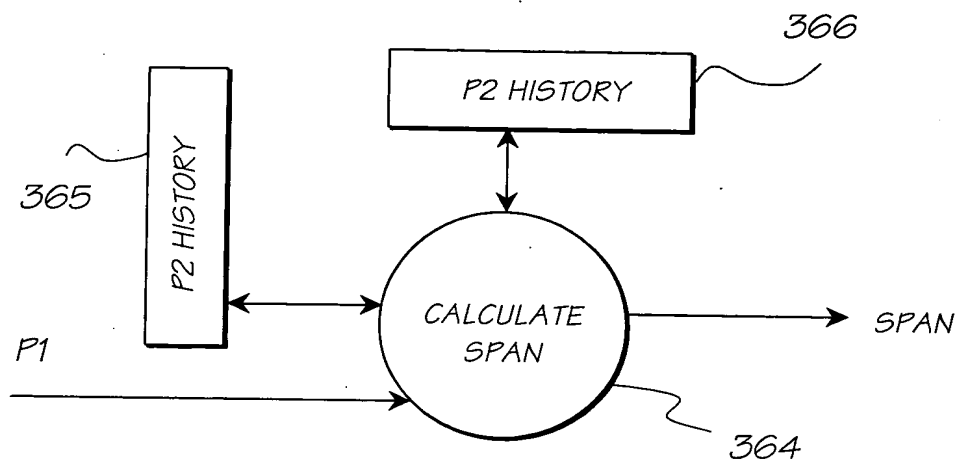 366
P2 HISTORY
365
P2 HISTORY
CALCULATE
SPAN
SPAN
P1
364